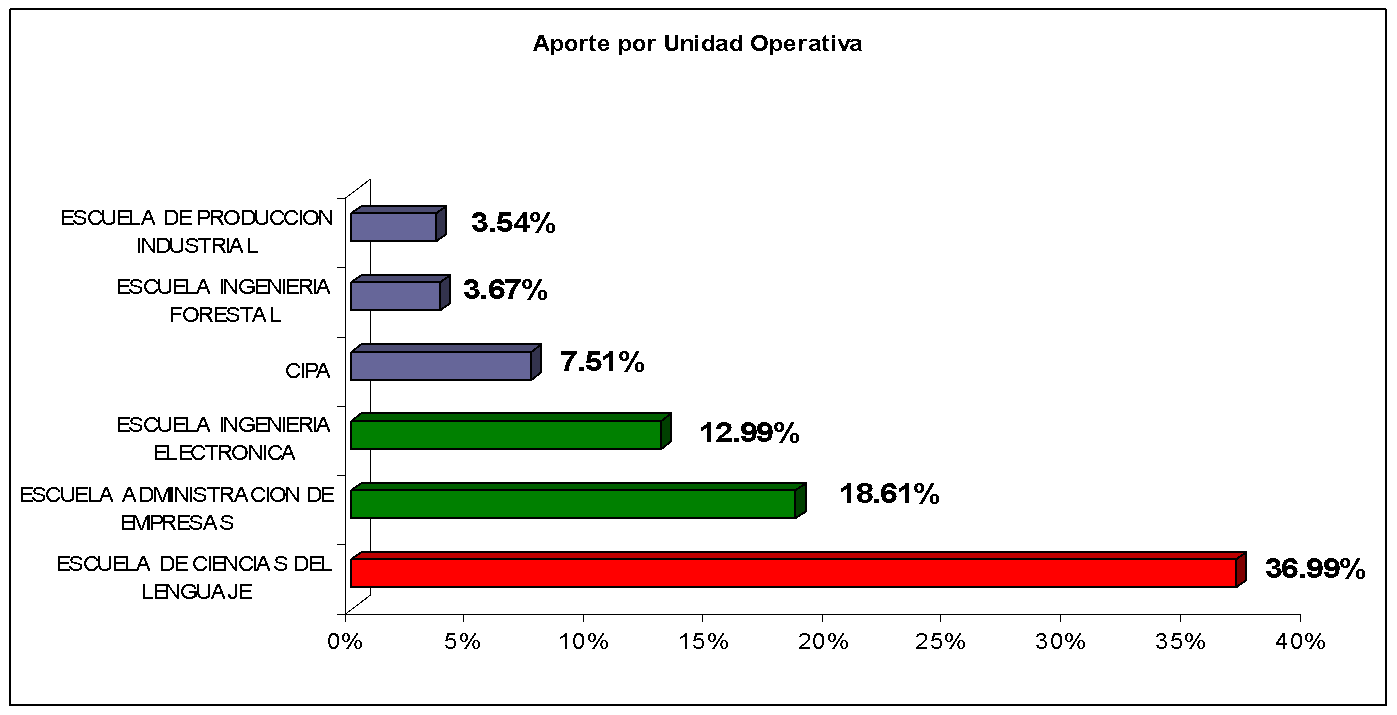 Aporte por Unidad Operativa
ESCUELA DE PRODUCCION
INDUSTRIAL
3.54%
ESCUELA INGENIERIA
FORESTAL
3.67%
CIPA
7.51%
ESCUELA INGENIERIA
ELECTRONICA
12.99%
ESCUELA ADMINISTRACION DE
EMPRESAS
18.61%
ESCUELA DE CIENCIAS DEL
LENGUAJE
36.99%
0% 5% 10% 15% 20% 25% 30% 35% 40%